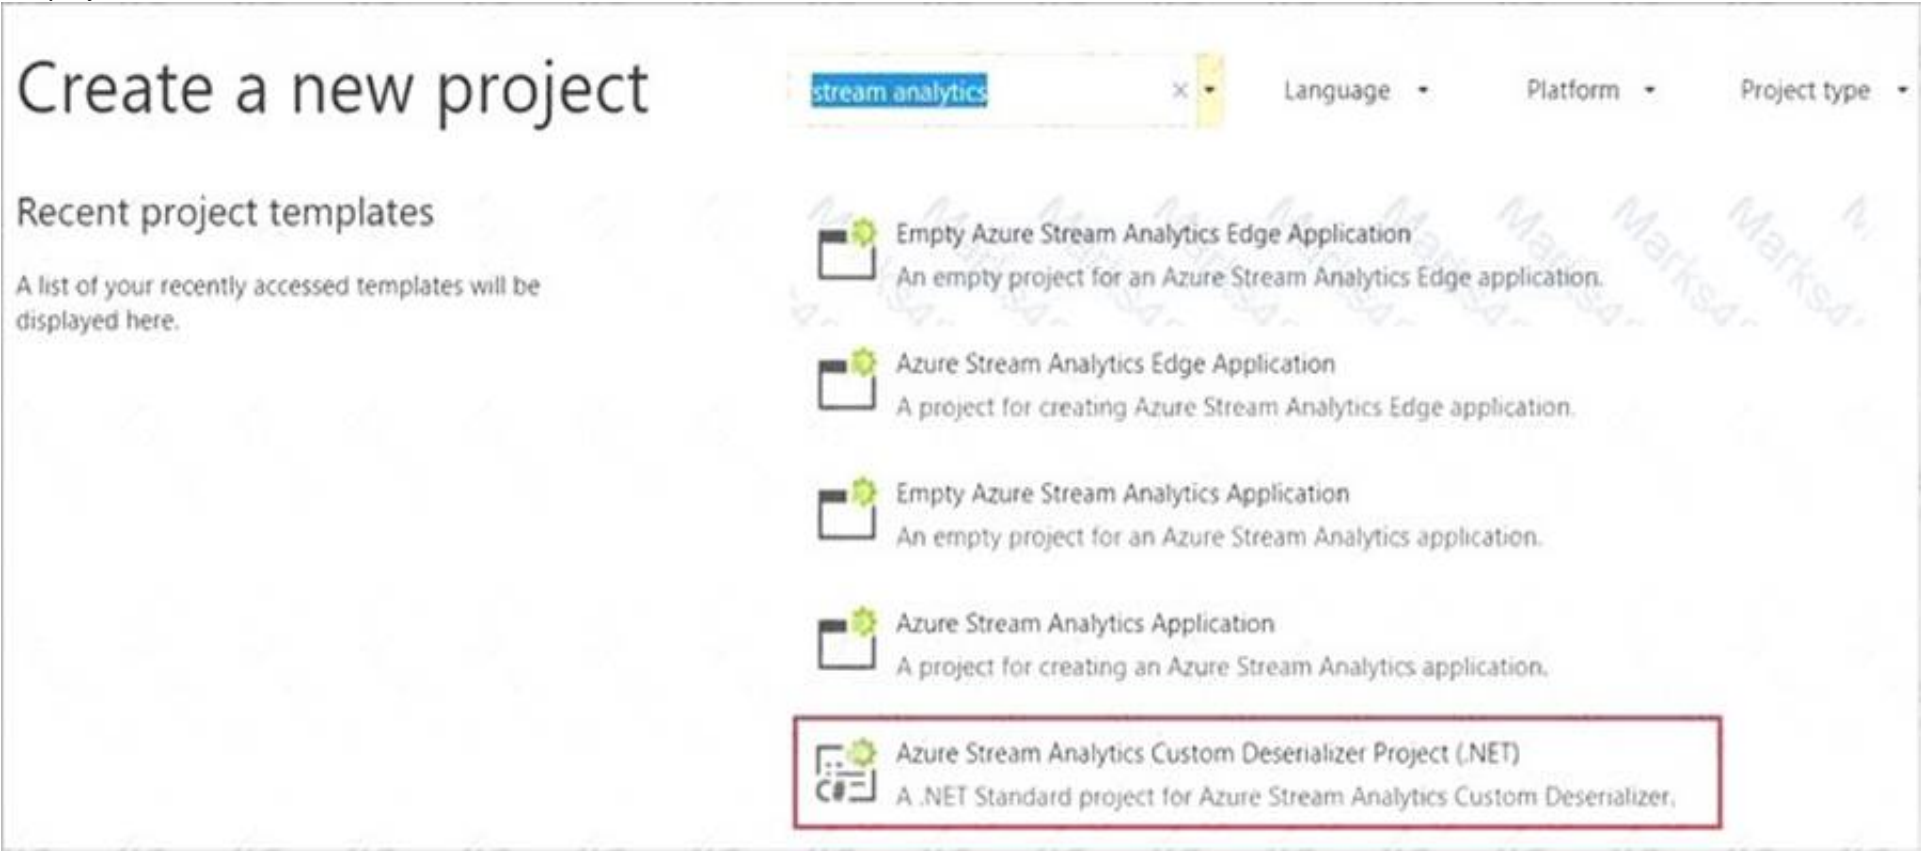 Create a new project
stream analytics
Language
Platform
Project type
Recent project templates
A list of your recently accessed templates will be
displayed here.
Empty Azure Stream Analytics Edge Application
An empty project for an Azure Stream Analytics Edge application.
Azure Stream Analytics Edge Application
A project for creating Azure Stream Analytics Edge application.
Empty Azure Stream Analytics Application
An empty project for an Azure Stream Analytics application.
Azure Stream Analytics Application
A project for creating an Azure Stream Analytics application.
Azure Stream Analytics Custom Deserializer Project (.NET)
C#
A .NET Standard project for Azure Stream Analytics Custom Deserializer.